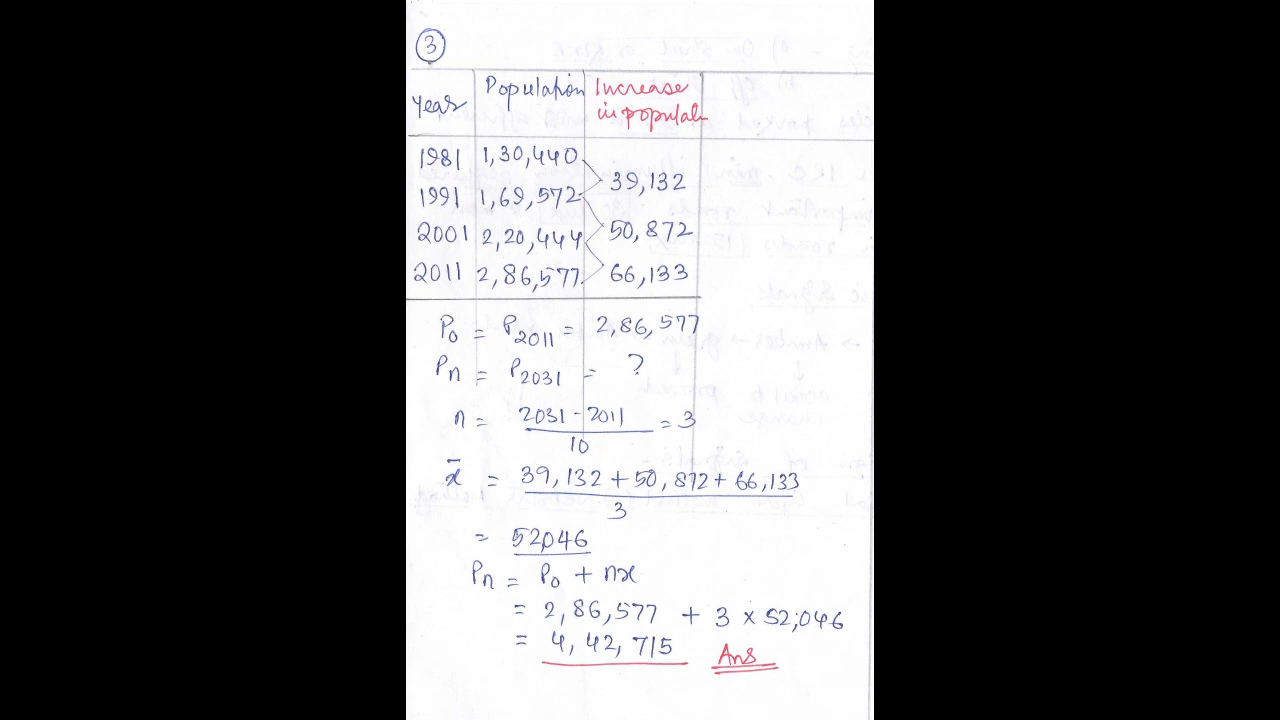 3
Year Population Increase in populati
1981 1,30,440
39,132
1991 1,69,572
2001 2,20,444 50,872
2011 2,86,577 66,133
P0 = P2011 = 2,86,577
Pn = P2031 = ?
n = 2031 - 2011 / 10 = 3
x̄ = 39,132 + 50,872 + 66,133 / 3
= 52,046
Pn = P0 + nx
= 2,86,577 + 3 × 52,046
= 4,42,715 Ans